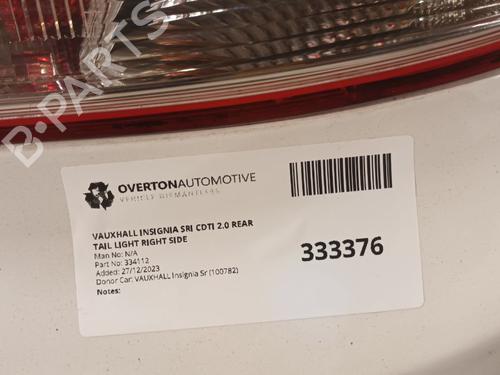 B-PARTS
OVERTONAUTOMOTIVE
VEHICLE DISMANTLERS
VAUXHALL INSIGNIA SRI CDTI 2.0 REAR
TAIL LIGHT RIGHT SIDE
Man No: N/A
Part No: 334112
Added: 27/12/2023
Donor Car: VAUXHALL Insignia Sr (100782)
Notes:
333376